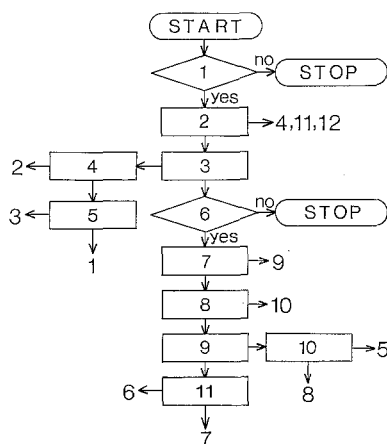 START
1 no STOP
yes
2 4,11,12
2 4 3
3 5 6 no STOP
1 yes
7 9
8 10
9 10 5
6 11 8
7